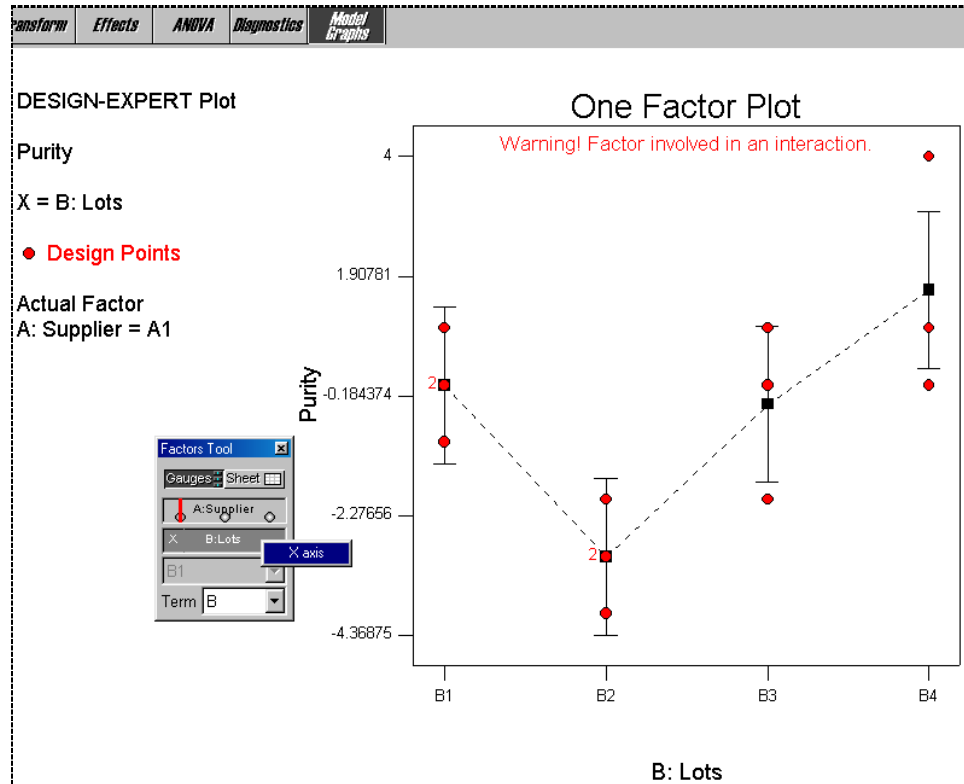 ransform Effects ANOVA Diagnostics Model Graphs
DESIGN-EXPERT Plot
Purity
X = B: Lots
Design Points
Actual Factor
A: Supplier = A1
One Factor Plot
Warning! Factor involved in an interaction.
Purity
4
1.90781
-0.184374
-2.27656
-4.36875
2
2
B1 B2 B3 B4
B: Lots
Factors Tool
Gauges Sheet
A:Supplier
X B:Lots
X axis
B1
Term B